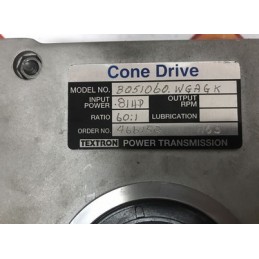 Cone Drive
MODEL NO. B051060.WGAGK
INPUT POWER .81HP OUTPUT RPM
RATIO 60:1 LUBRICATION
ORDER NO.
TEXTRON POWER TRANSMISSION